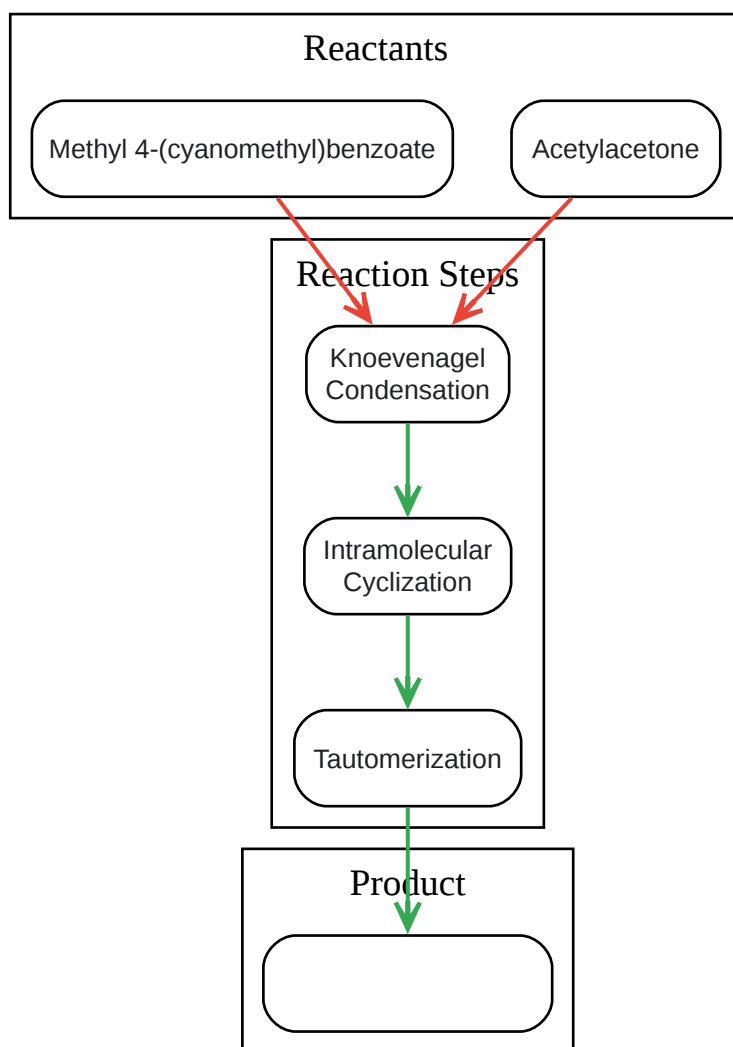 Reactants
Methyl 4-(cyanomethyl)benzoate
Acetylacetone
Reaction Steps
Knoevenagel
Condensation
Intramolecular
Cyclization
Tautomerization
Product